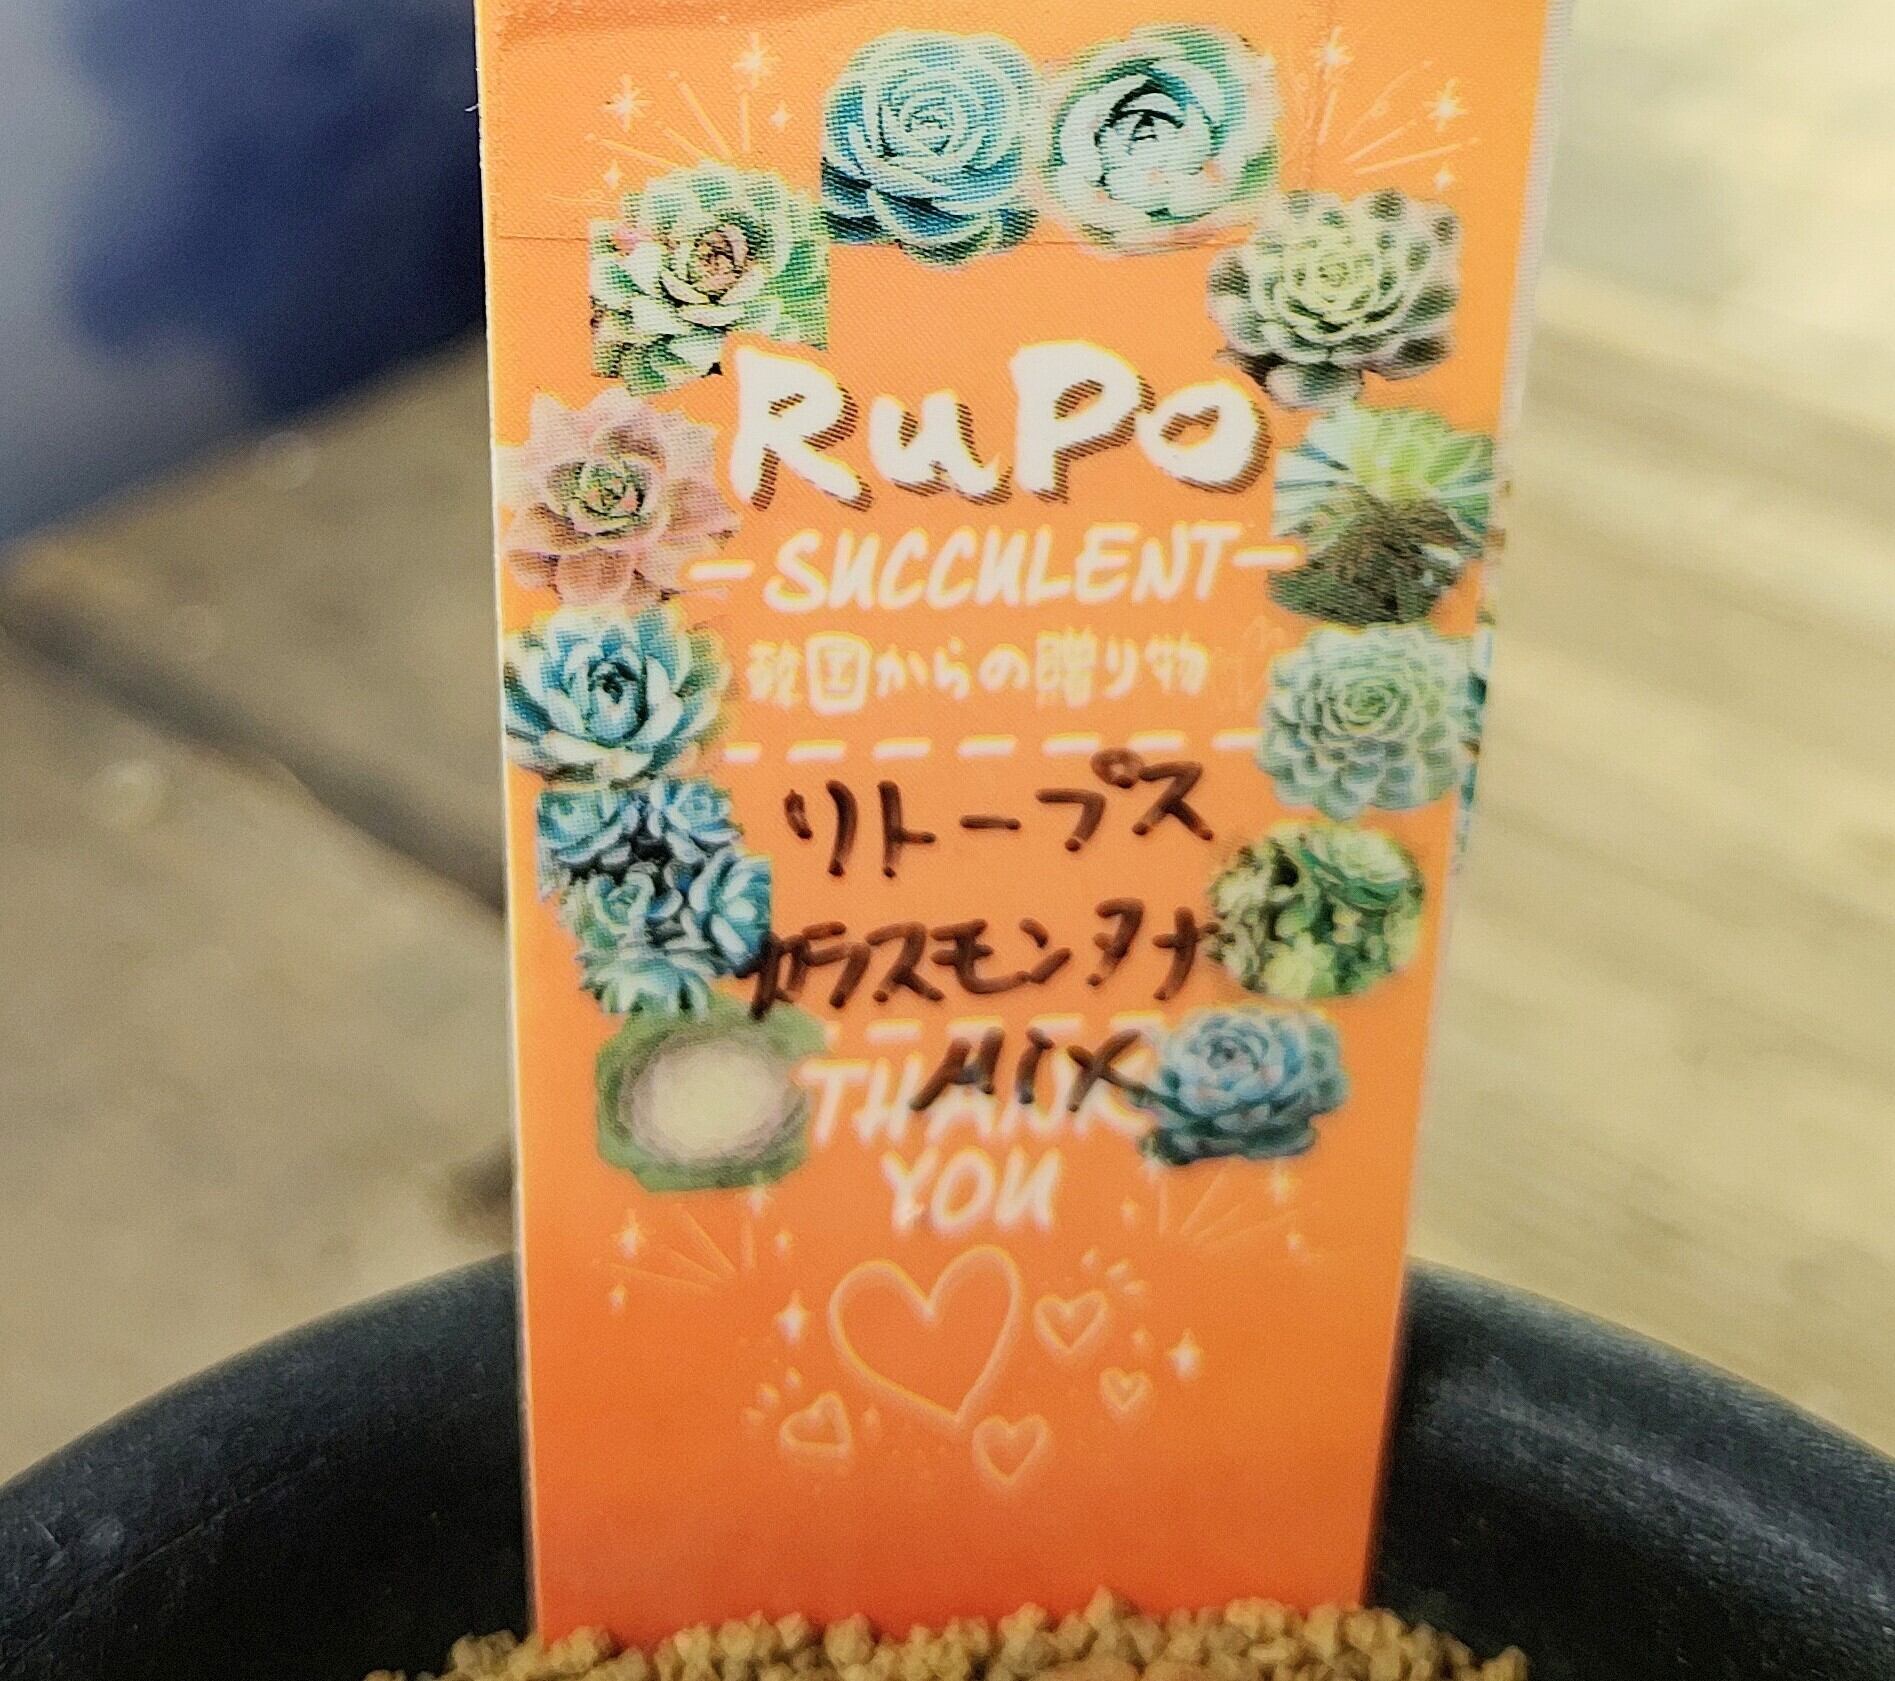 RuPo
-SUCCULENT-
韓国からの贈り物
リトープス
カラスモンタナ
MIX
THANK
YOU